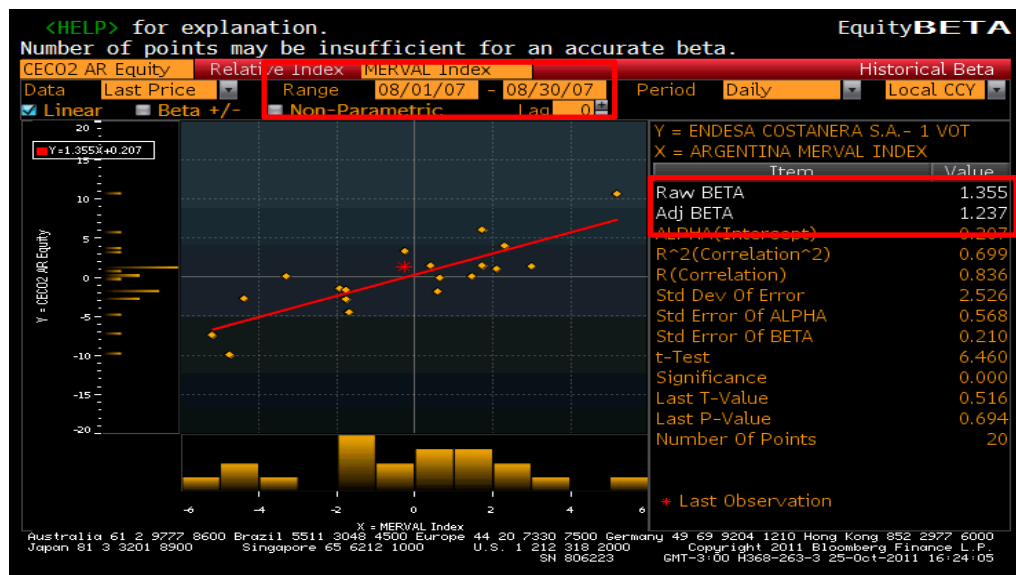 <HELP> for explanation. EquityBETA
Number of points may be insufficient for an accurate beta.
CECO2 AR Equity Relative Index MERVAL Index Historical Beta
Data Last Price Range 08/01/07 - 08/30/07 Period Daily Local CCY
Linear Beta +/- Non-Parametric Lag 0
Y = ENDESA COSTANERA S.A.- 1 VOT
X = ARGENTINA MERVAL INDEX
Item Value
Raw BETA 1.355
Adj BETA 1.237
ALPHA(Intercept) 0.207
R^2(Correlation^2) 0.699
R(Correlation) 0.836
Std Dev Of Error 2.526
Std Error Of ALPHA 0.568
Std Error Of BETA 0.210
t-Test 6.460
Significance 0.000
Last T-Value 0.516
Last P-Value 0.694
Number Of Points 20
* Last Observation
Y=1.355X+0.207
20
15
10
5
0
-5
-10
-15
-20
Y = CECO2 AR Equity
-6 -4 -2 0 2 4 6
X = MERVAL Index
Australia 61 2 9777 8600 Brazil 5511 3048 4500 Europe 44 20 7330 7500 Germany 49 69 9204 1210 Hong Kong 852 2977 6000
Japan 81 3 3201 8900 Singapore 65 6212 1000 U.S. 1 212 318 2000 Copyright 2011 Bloomberg Finance L.P.
SN 806223 GMT-3:00 H368-263-3 25-Oct-2011 16:24:05